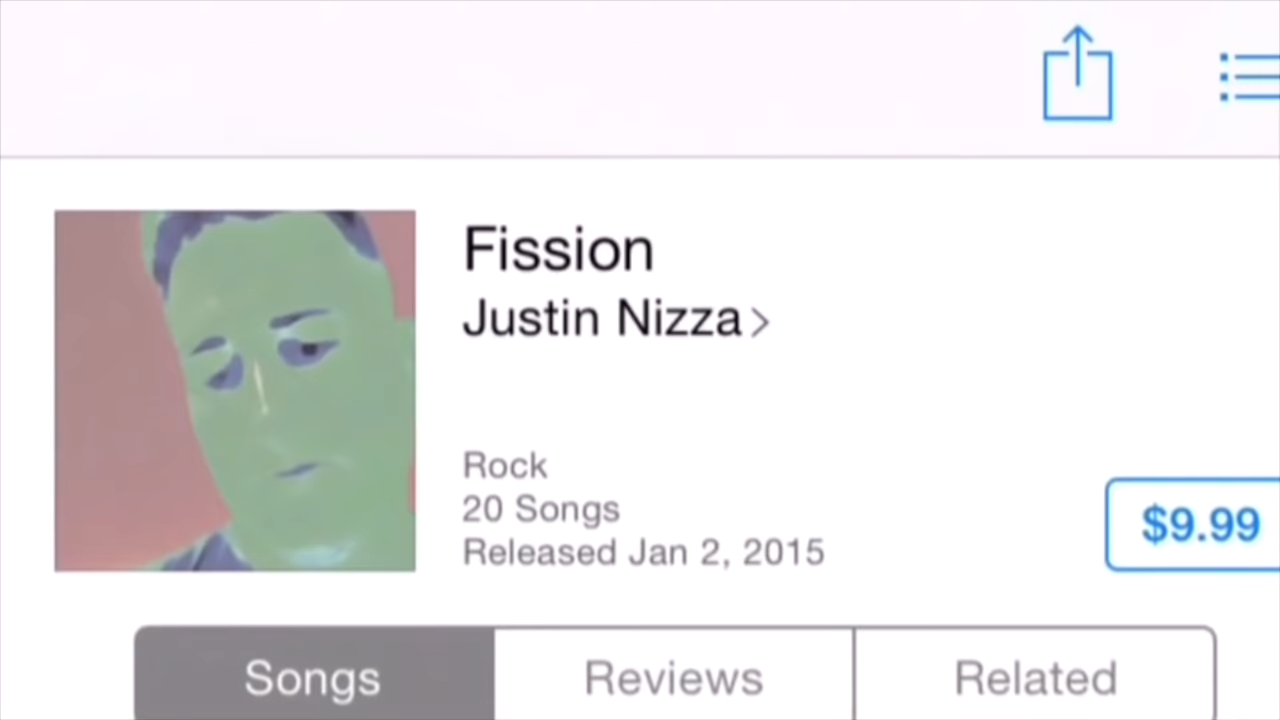 Fission
Justin Nizza >
Rock
20 Songs
Released Jan 2, 2015
$9.99
Songs
Reviews
Related